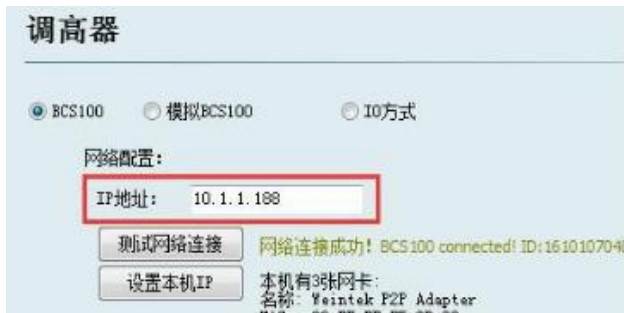 调高器
BCS100 模拟BCS100 IO方式
网络配置:
IP地址: 10.1.1.188
测试网络连接 网络连接成功! BCS100 connected! ID:161010704
设置本机IP 本机有3张网卡:
名称: Weintek P2P Adapter